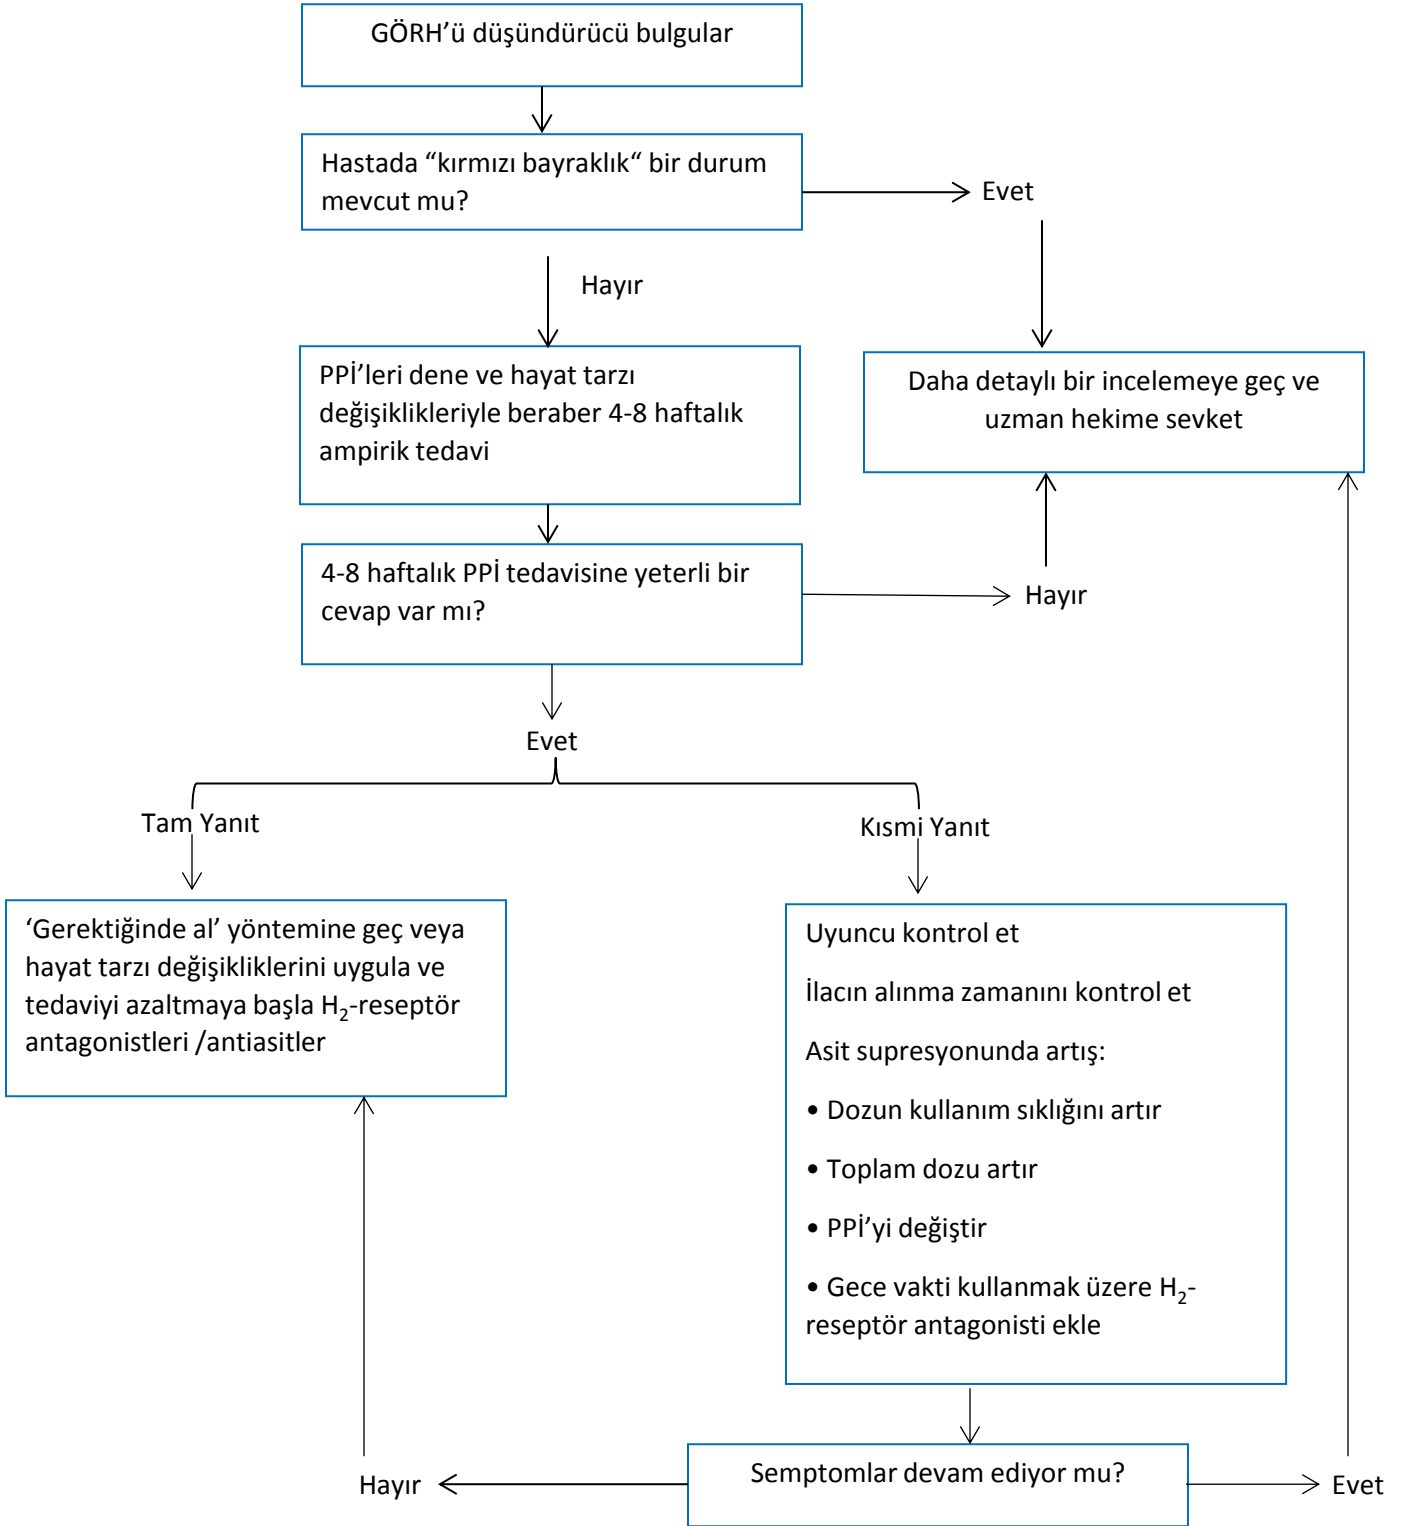 GÖRH’ü düşündürücü bulgular
Hastada “kırmızı bayraklık“ bir durum
mevcut mu?
Evet
Hayır
PPİ’leri dene ve hayat tarzı
değişiklikleriyle beraber 4-8 haftalık
ampirik tedavi
Daha detaylı bir incelemeye geç ve
uzman hekime sevket
4-8 haftalık PPİ tedavisine yeterli bir
cevap var mı?
Hayır
Evet
Tam Yanıt
Kısmi Yanıt
‘Gerektiğinde al’ yöntemine geç veya
hayat tarzı değişikliklerini uygula ve
tedaviyi azaltmaya başla H₂-reseptör
antagonistleri /antiasitler
Uyuncu kontrol et
İlacın alınma zamanını kontrol et
Asit supresyonunda artış:
• Dozun kullanım sıklığını artır
• Toplam dozu artır
• PPİ’yi değiştir
• Gece vakti kullanmak üzere H₂-
reseptör antagonisti ekle
Semptomlar devam ediyor mu?
Hayır
Evet